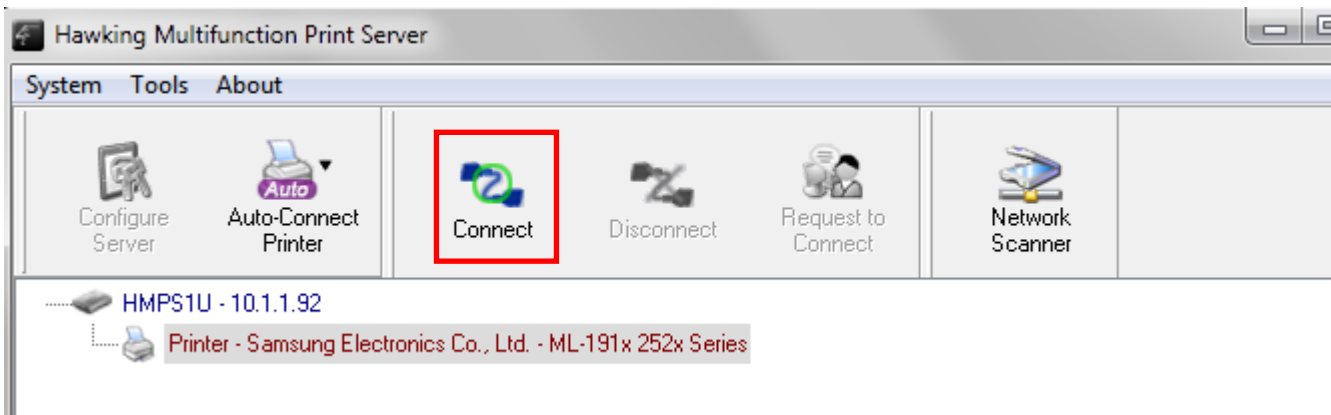 Hawking Multifunction Print Server
System Tools About
Configure
Server
Auto
Auto-Connect
Printer
Connect
Disconnect
Request to
Connect
Network
Scanner
HMPS1U - 10.1.1.92
Printer - Samsung Electronics Co., Ltd. - ML-191x 252x Series